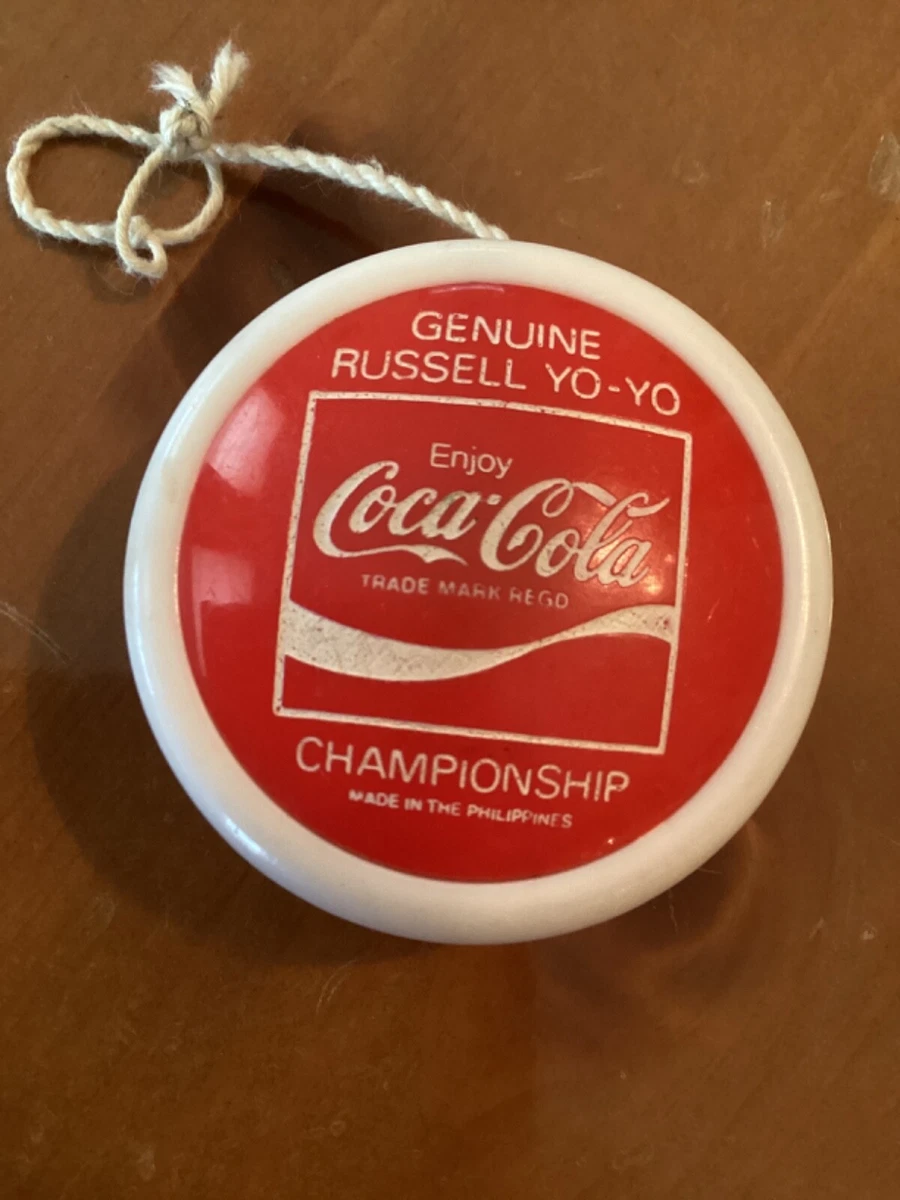 GENUINE
RUSSELL YO-YO
Enjoy
Coca-Cola
TRADE MARK REGD
CHAMPIONSHIP
MADE IN THE PHILIPPINES